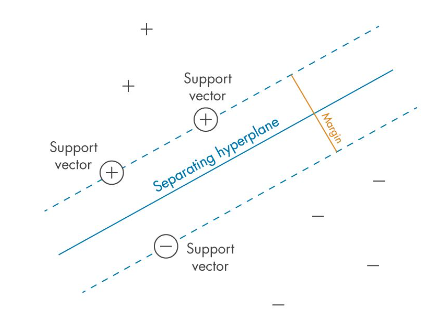 Support
vector
Support
vector
Separating hyperplane
Margin
Support
vector